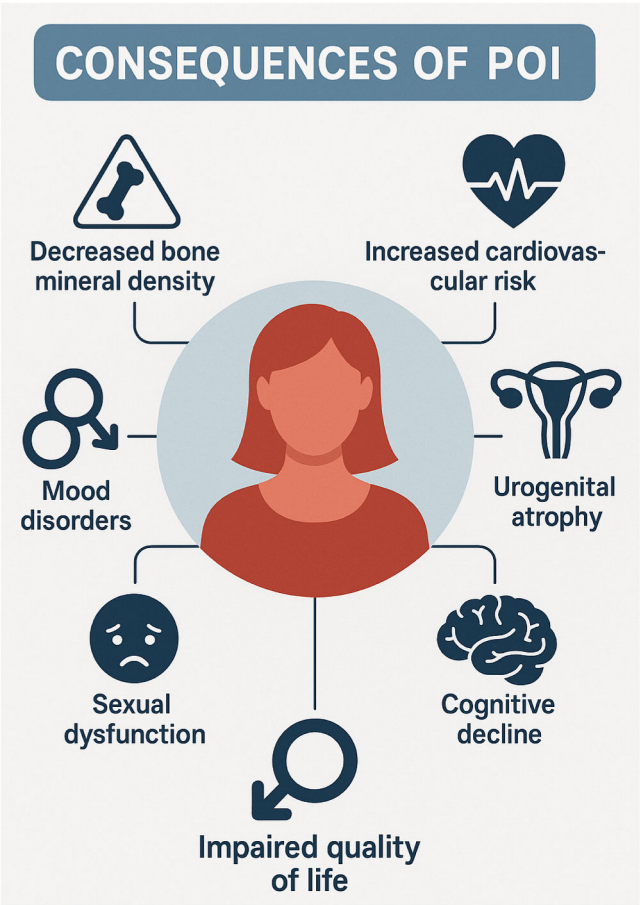 CONSEQUENCES OF POI
Decreased bone
mineral density
Increased cardiovas-
cular risk
Mood
disorders
Urogenital
atrophy
Sexual
dysfunction
Cognitive
decline
Impaired quality
of life